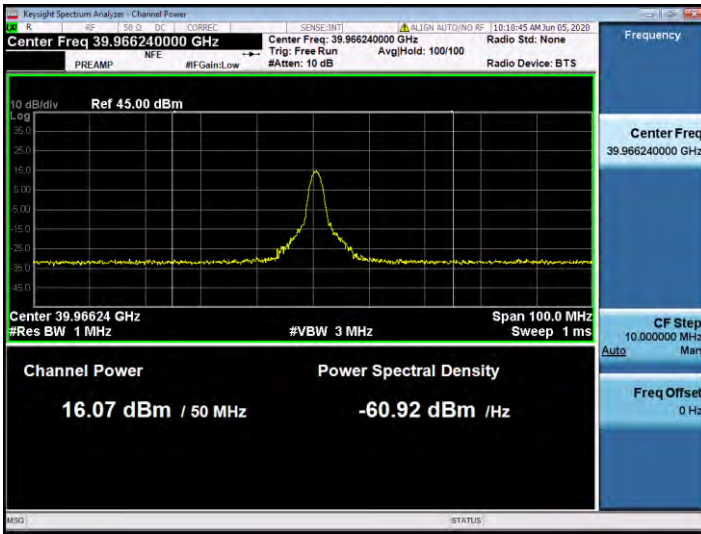 Keysight Spectrum Analyzer - Channel Power
R RF 50 Ω DC CORREC SENSE:INT ALIGN AUTO/NO RF 10:10:45 AM Jun 05, 2020
Center Freq 39.966240000 GHz
NFE
PREAMP #IFGain:Low
Center Freq: 39.966240000 GHz
Trig: Free Run Avg|Hold: 100/100
#Atten: 10 dB
Radio Std: None
Radio Device: BTS
Frequency
10 dB/div Ref 45.00 dBm
Log
35.0
25.0
15.0
5.00
-5.00
-15.0
-25.0
-35.0
-45.0
Center Freq
39.966240000 GHz
Center 39.96624 GHz Span 100.0 MHz
#Res BW 1 MHz #VBW 3 MHz Sweep 1 ms
CF Step
10.000000 MHz
Auto Man
Channel Power Power Spectral Density
16.07 dBm / 50 MHz -60.92 dBm /Hz
Freq Offset
0 Hz
MSG STATUS